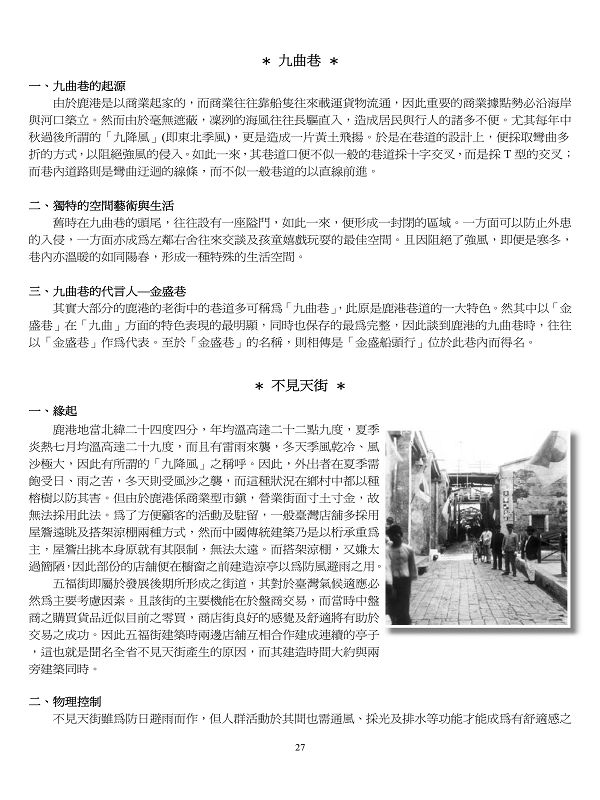 * 九曲巷 *
一、九曲巷的起源
由於鹿港是以商業起家的，而商業往往靠船隻往來載運貨物流通，因此重要的商業據點勢必沿海岸
與河口築立。然而由於毫無遮蔽，凜冽的海風往往長驅直入，造成居民與行人的諸多不便。尤其每年中
秋過後所謂的「九降風」(即東北季風)，更是造成一片黃土飛揚。於是在巷道的設計上，便採取彎曲多
折的方式，以阻絕強風的侵入。如此一來，其巷道口便不似一般的巷道採十字交叉，而是採 T 型的交叉；
而巷內道路則是彎曲迂迴的線條，而不似一般巷道的以直線前進。
二、獨特的空間藝術與生活
舊時在九曲巷的頭尾，往往設有一座隘門，如此一來，便形成一封閉的區域。一方面可以防止外患
的入侵，一方面亦成爲左鄰右舍往來交談及孩童嬉戲玩耍的最佳空間。且因阻絕了強風，即便是寒冬，
巷內亦溫暖的如同陽春，形成一種特殊的生活空間。
三、九曲巷的代言人—金盛巷
其實大部分的鹿港的老街中的巷道多可稱爲「九曲巷」，此原是鹿港巷道的一大特色。然其中以「金
盛巷」在「九曲」方面的特色表現的最明顯，同時也保存的最爲完整，因此談到鹿港的九曲巷時，往往
以「金盛巷」作爲代表。至於「金盛巷」的名稱，則相傳是「金盛船頭行」位於此巷內而得名。
* 不見天街 *
一、緣起
鹿港地當北緯二十四度四分，年均溫高達二十二點九度，夏季
炎熱七月均溫高達二十九度，而且有雷雨來襲，冬天季風乾冷、風
沙極大，因此有所謂的「九降風」之稱呼。因此，外出者在夏季需
飽受日、雨之苦，冬天則受風沙之襲，而這種狀況在鄉村中都以種
榕樹以防其害。但由於鹿港係商業型市鎮，營業街面寸土寸金，故
無法採用此法。爲了方便顧客的活動及駐留，一般臺灣店舖多採用
屋簷遠眺及搭架涼棚兩種方式，然而中國傳統建築乃是以桁承重爲
主，屋簷出挑本身原就有其限制，無法太遠。而搭架涼棚，又嫌太
過簡陋，因此部份的店舖便在櫥窗之前建造涼亭以爲防風避雨之用。
五福街即屬於發展後期所形成之街道，其對於臺灣氣候適應必
然爲主要考慮因素。且該街的主要機能在於盤商交易，而當時中盤
商之購買貨品近似目前之零買，商店街良好的感覺及舒適將有助於
交易之成功。因此五福街建築時兩邊店舖互相合作建成連續的亭子
，這也就是聞名全省不見天街產生的原因，而其建造時間大約與兩
旁建築同時。
二、物理控制
不見天街雖爲防日避雨而作，但人群活動於其間也需通風、採光及排水等功能才能成爲有舒適感之
27